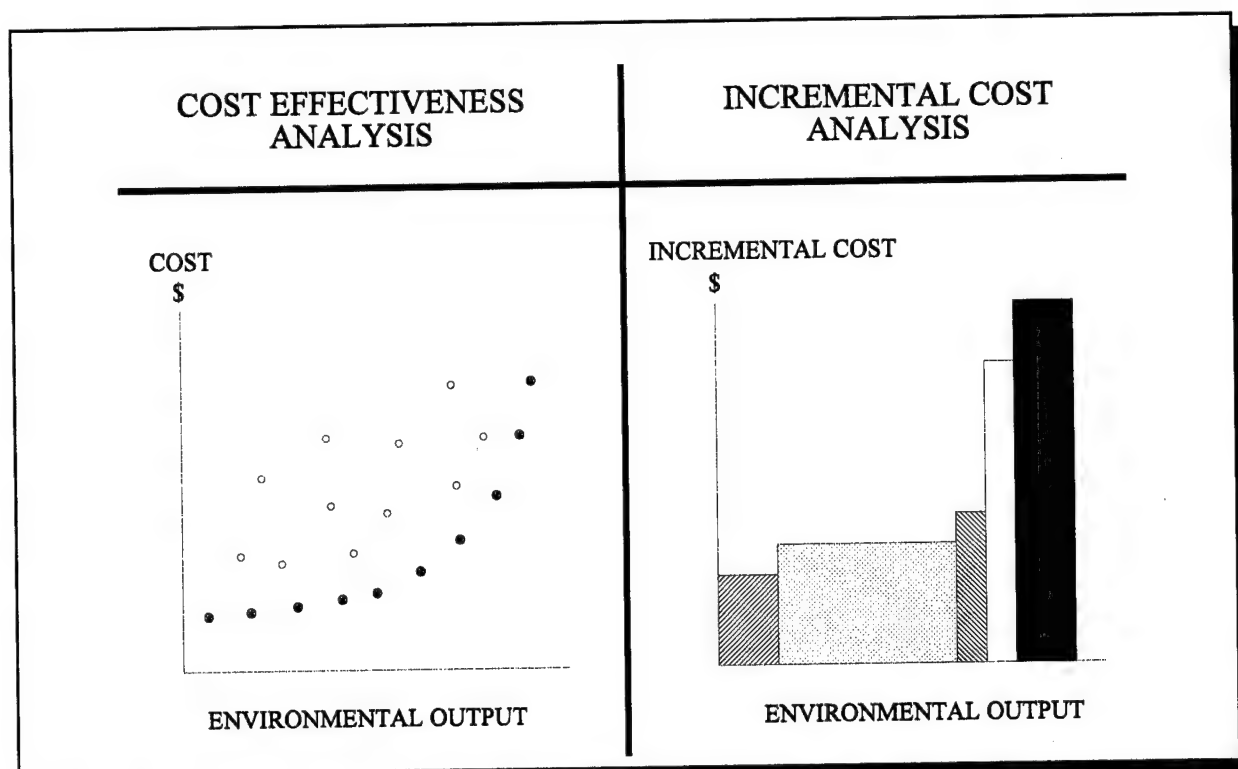 COST EFFECTIVENESS
ANALYSIS
INCREMENTAL COST
ANALYSIS
COST
$
ENVIRONMENTAL OUTPUT
INCREMENTAL COST
$
ENVIRONMENTAL OUTPUT